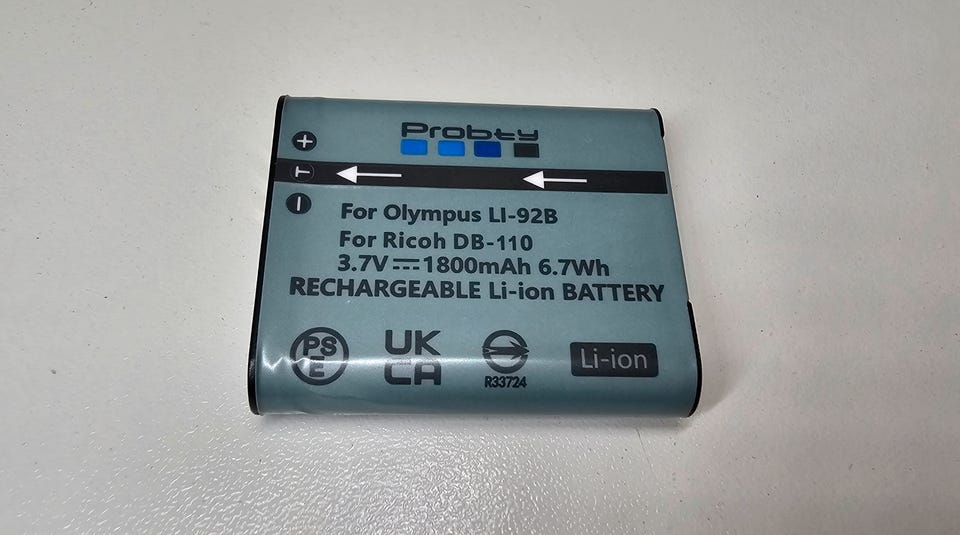 Probty
+
T
−
For Olympus LI-92B
For Ricoh DB-110
3.7V⎓1800mAh 6.7Wh
RECHARGEABLE Li-ion BATTERY
PS
E
UK
CA
R33724
Li-ion